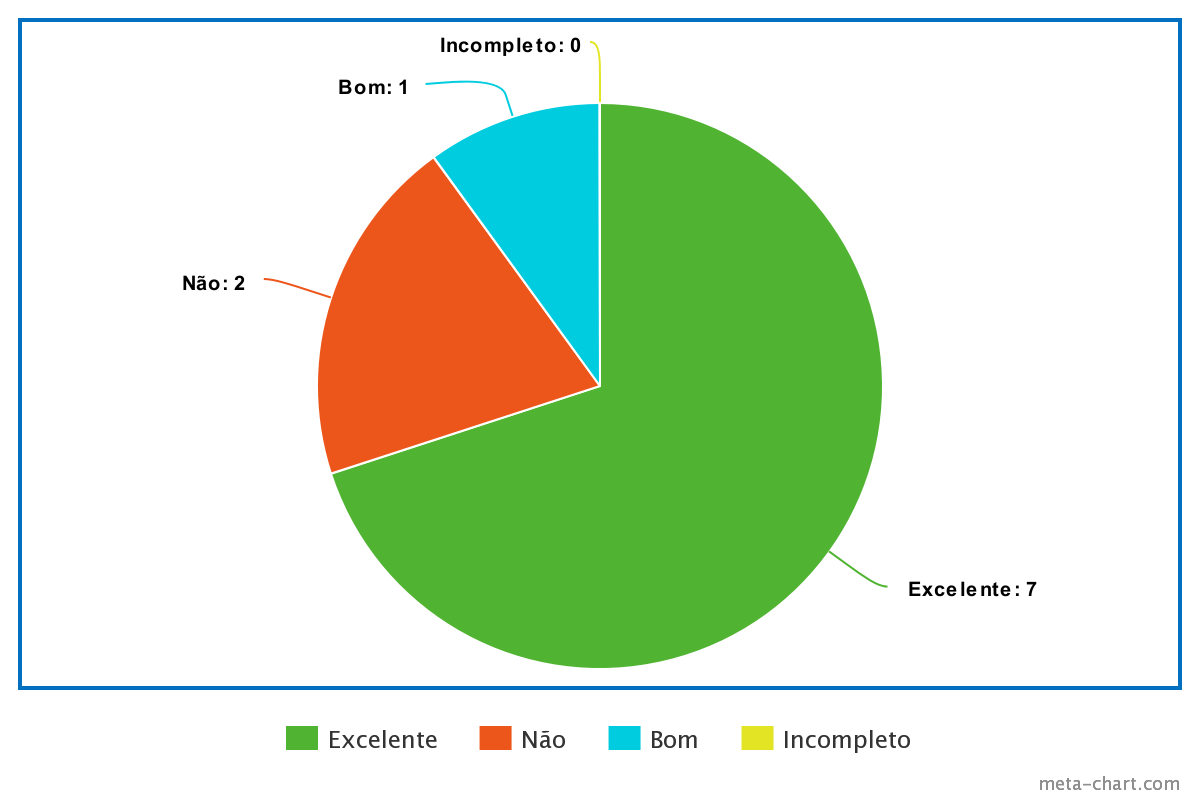 Incompleto: 0
Bom: 1
Não: 2
Excelente: 7
Excelente Não Bom Incompleto
meta-chart.com